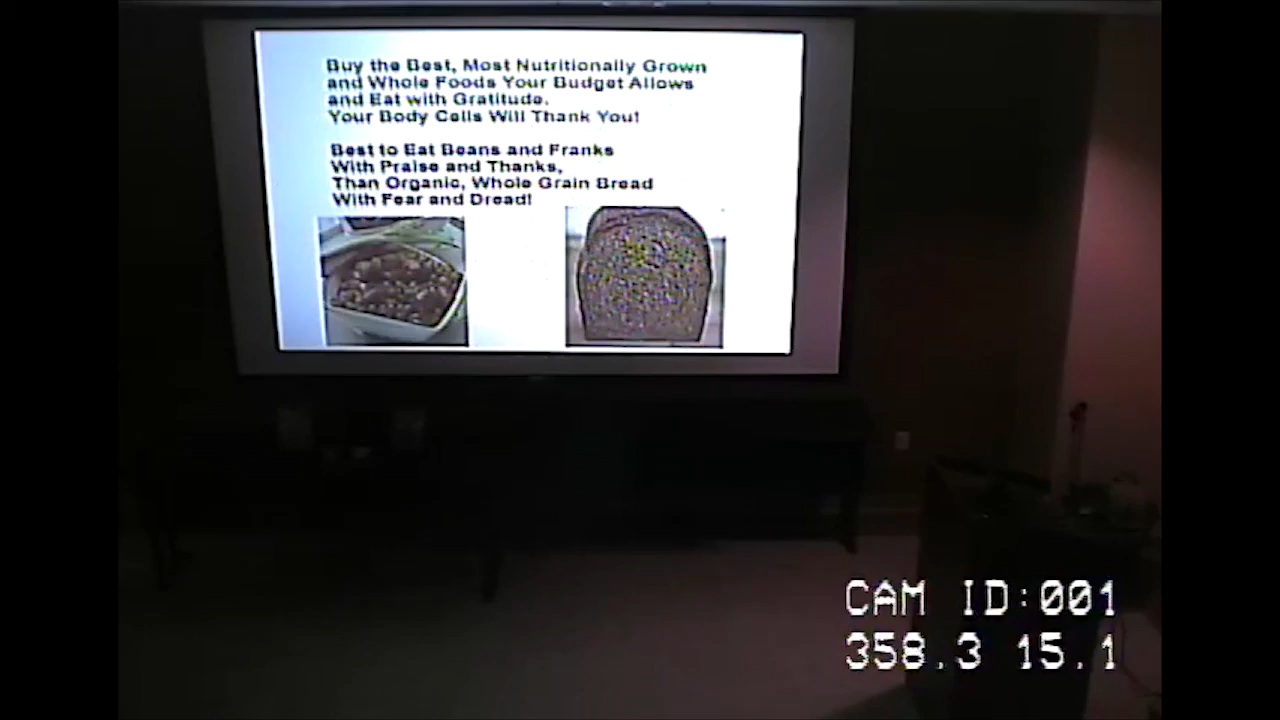 Buy the Best, Most Nutritionally Grown
and Whole Foods Your Budget Allows
and Eat with Gratitude.
Your Body Cells Will Thank You!
Best to Eat Beans and Franks
With Praise and Thanks,
Than Organic, Whole Grain Bread
With Fear and Dread!
CAM ID:001
358.3 15.1